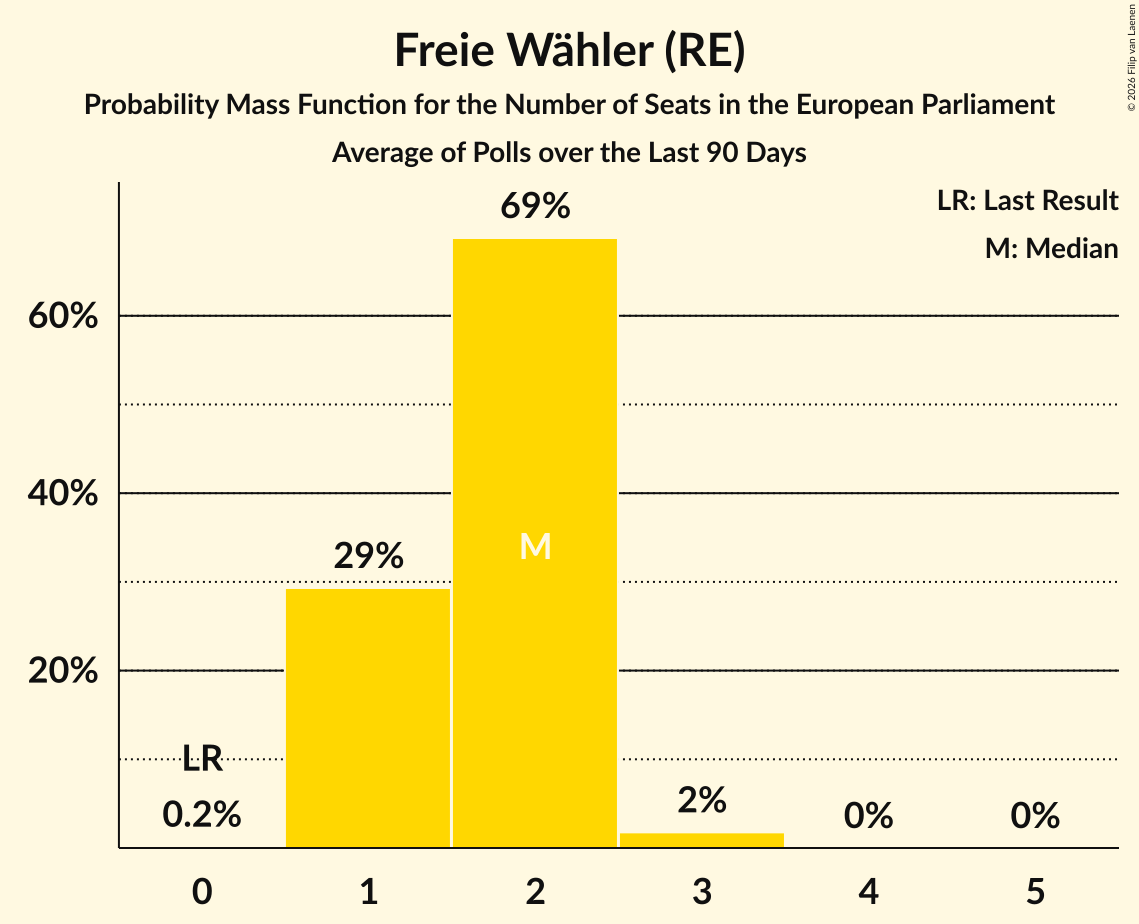 Freie Wähler (RE)
Probability Mass Function for the Number of Seats in the European Parliament
Average of Polls over the Last 90 Days
© 2026 Filip van Laenen
LR: Last Result
M: Median
69%
60%
40%
29%
M
20%
LR
0.2%
2%
0%
0%
0 1 2 3 4 5